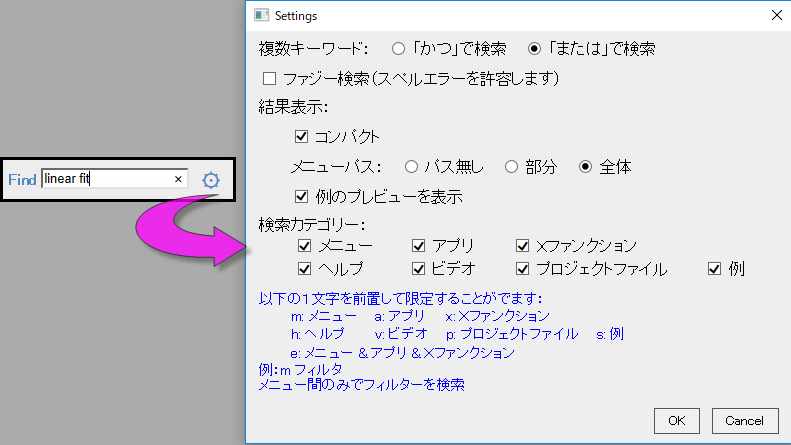 Settings
複数キーワード： 「かつ」で検索 「または」で検索
ファジー検索（スペルエラーを許容します）
結果表示：
コンパクト
メニューパス： パス無し 部分 全体
例のプレビューを表示
Find linear fit ×
検索カテゴリー：
メニュー アプリ Xファンクション
ヘルプ ビデオ プロジェクトファイル 例
以下の1文字を前置して限定することがでます：
m: メニュー a: アプリ x: Xファンクション
h: ヘルプ v: ビデオ p: プロジェクトファイル s: 例
e: メニュー & アプリ & Xファンクション
例：m フィルタ
メニュー間のみでフィルターを検索
OK Cancel